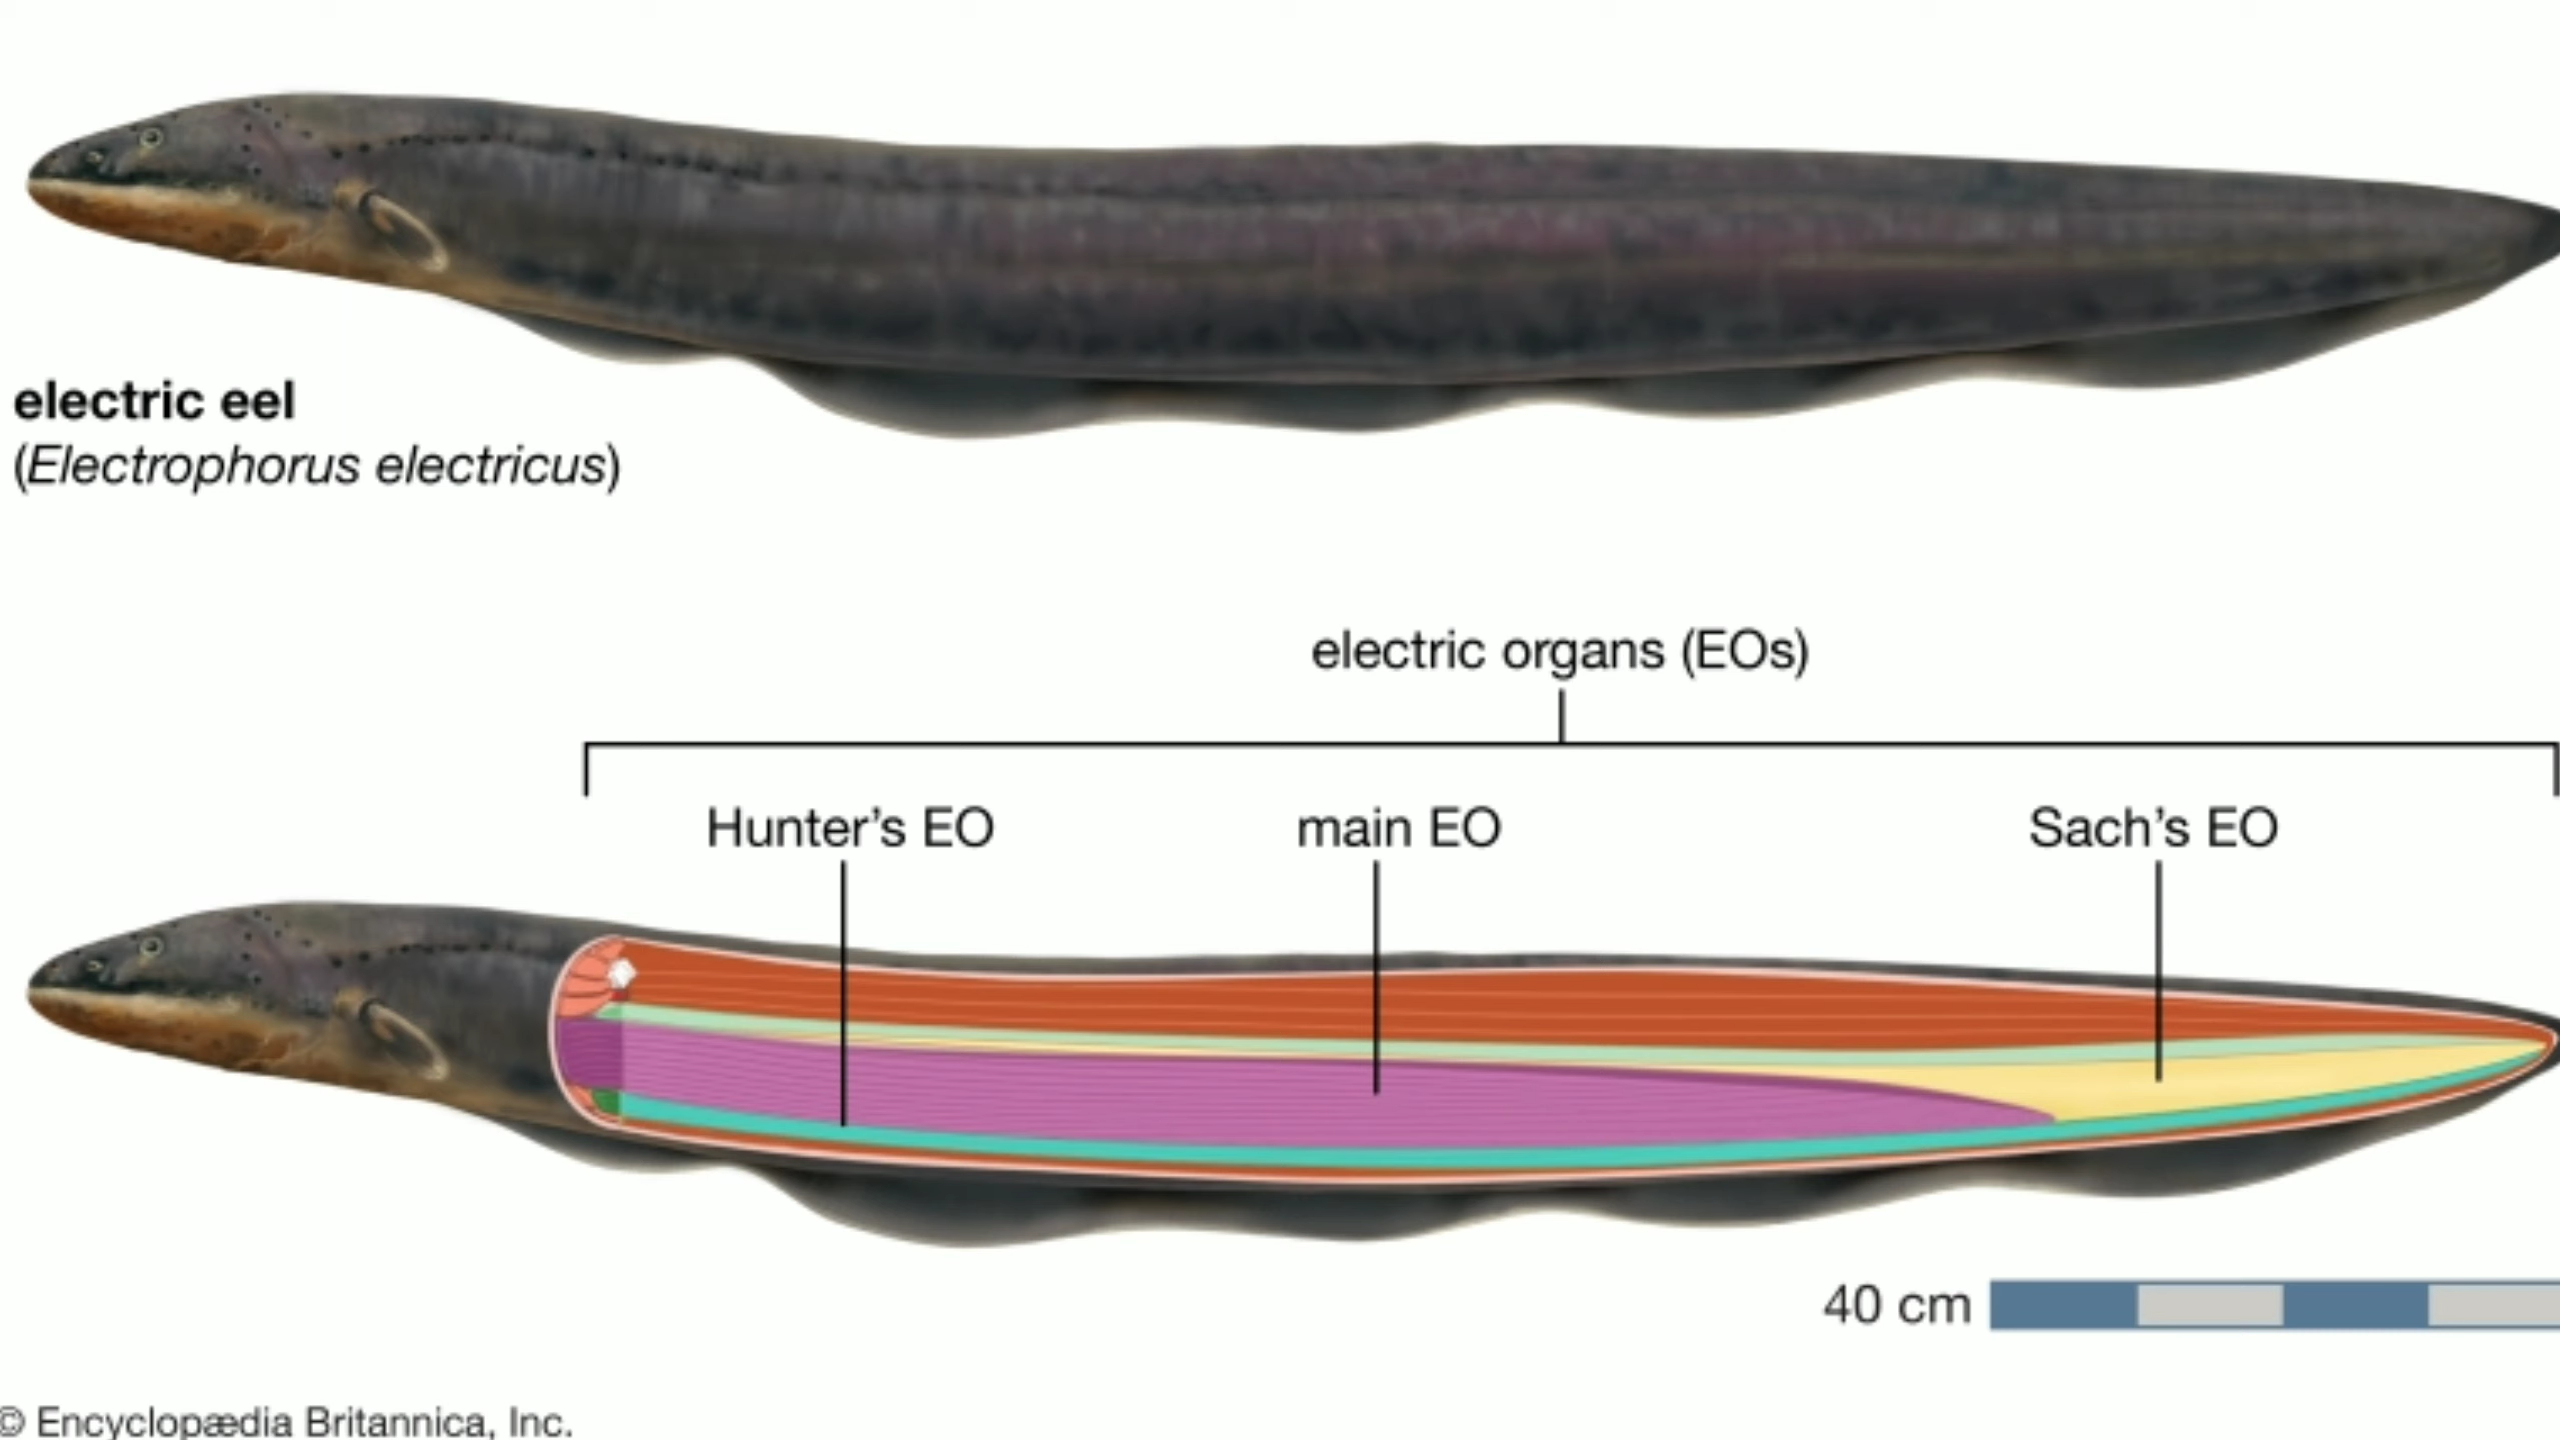 electric eel
(Electrophorus electricus)
electric organs (EOs)
Hunter’s EO
main EO
Sach’s EO
40 cm
© Encyclopædia Britannica, Inc.